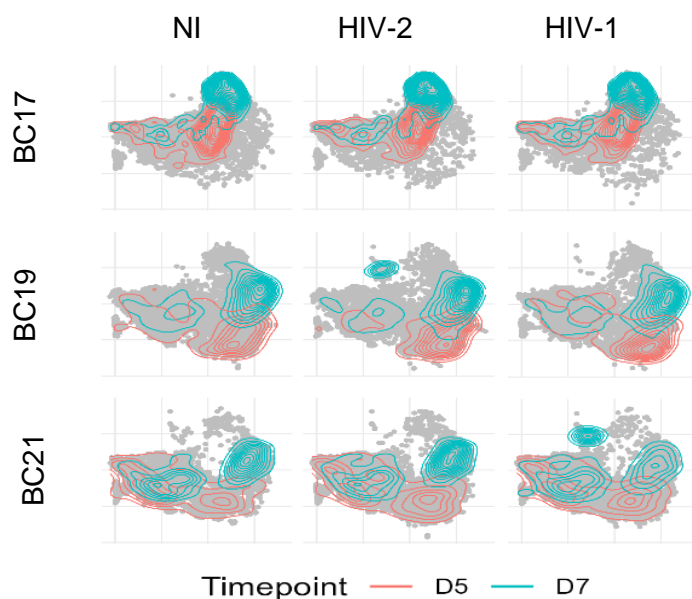 NI HIV-2 HIV-1
BC17
BC19
BC21
Timepoint D5 D7